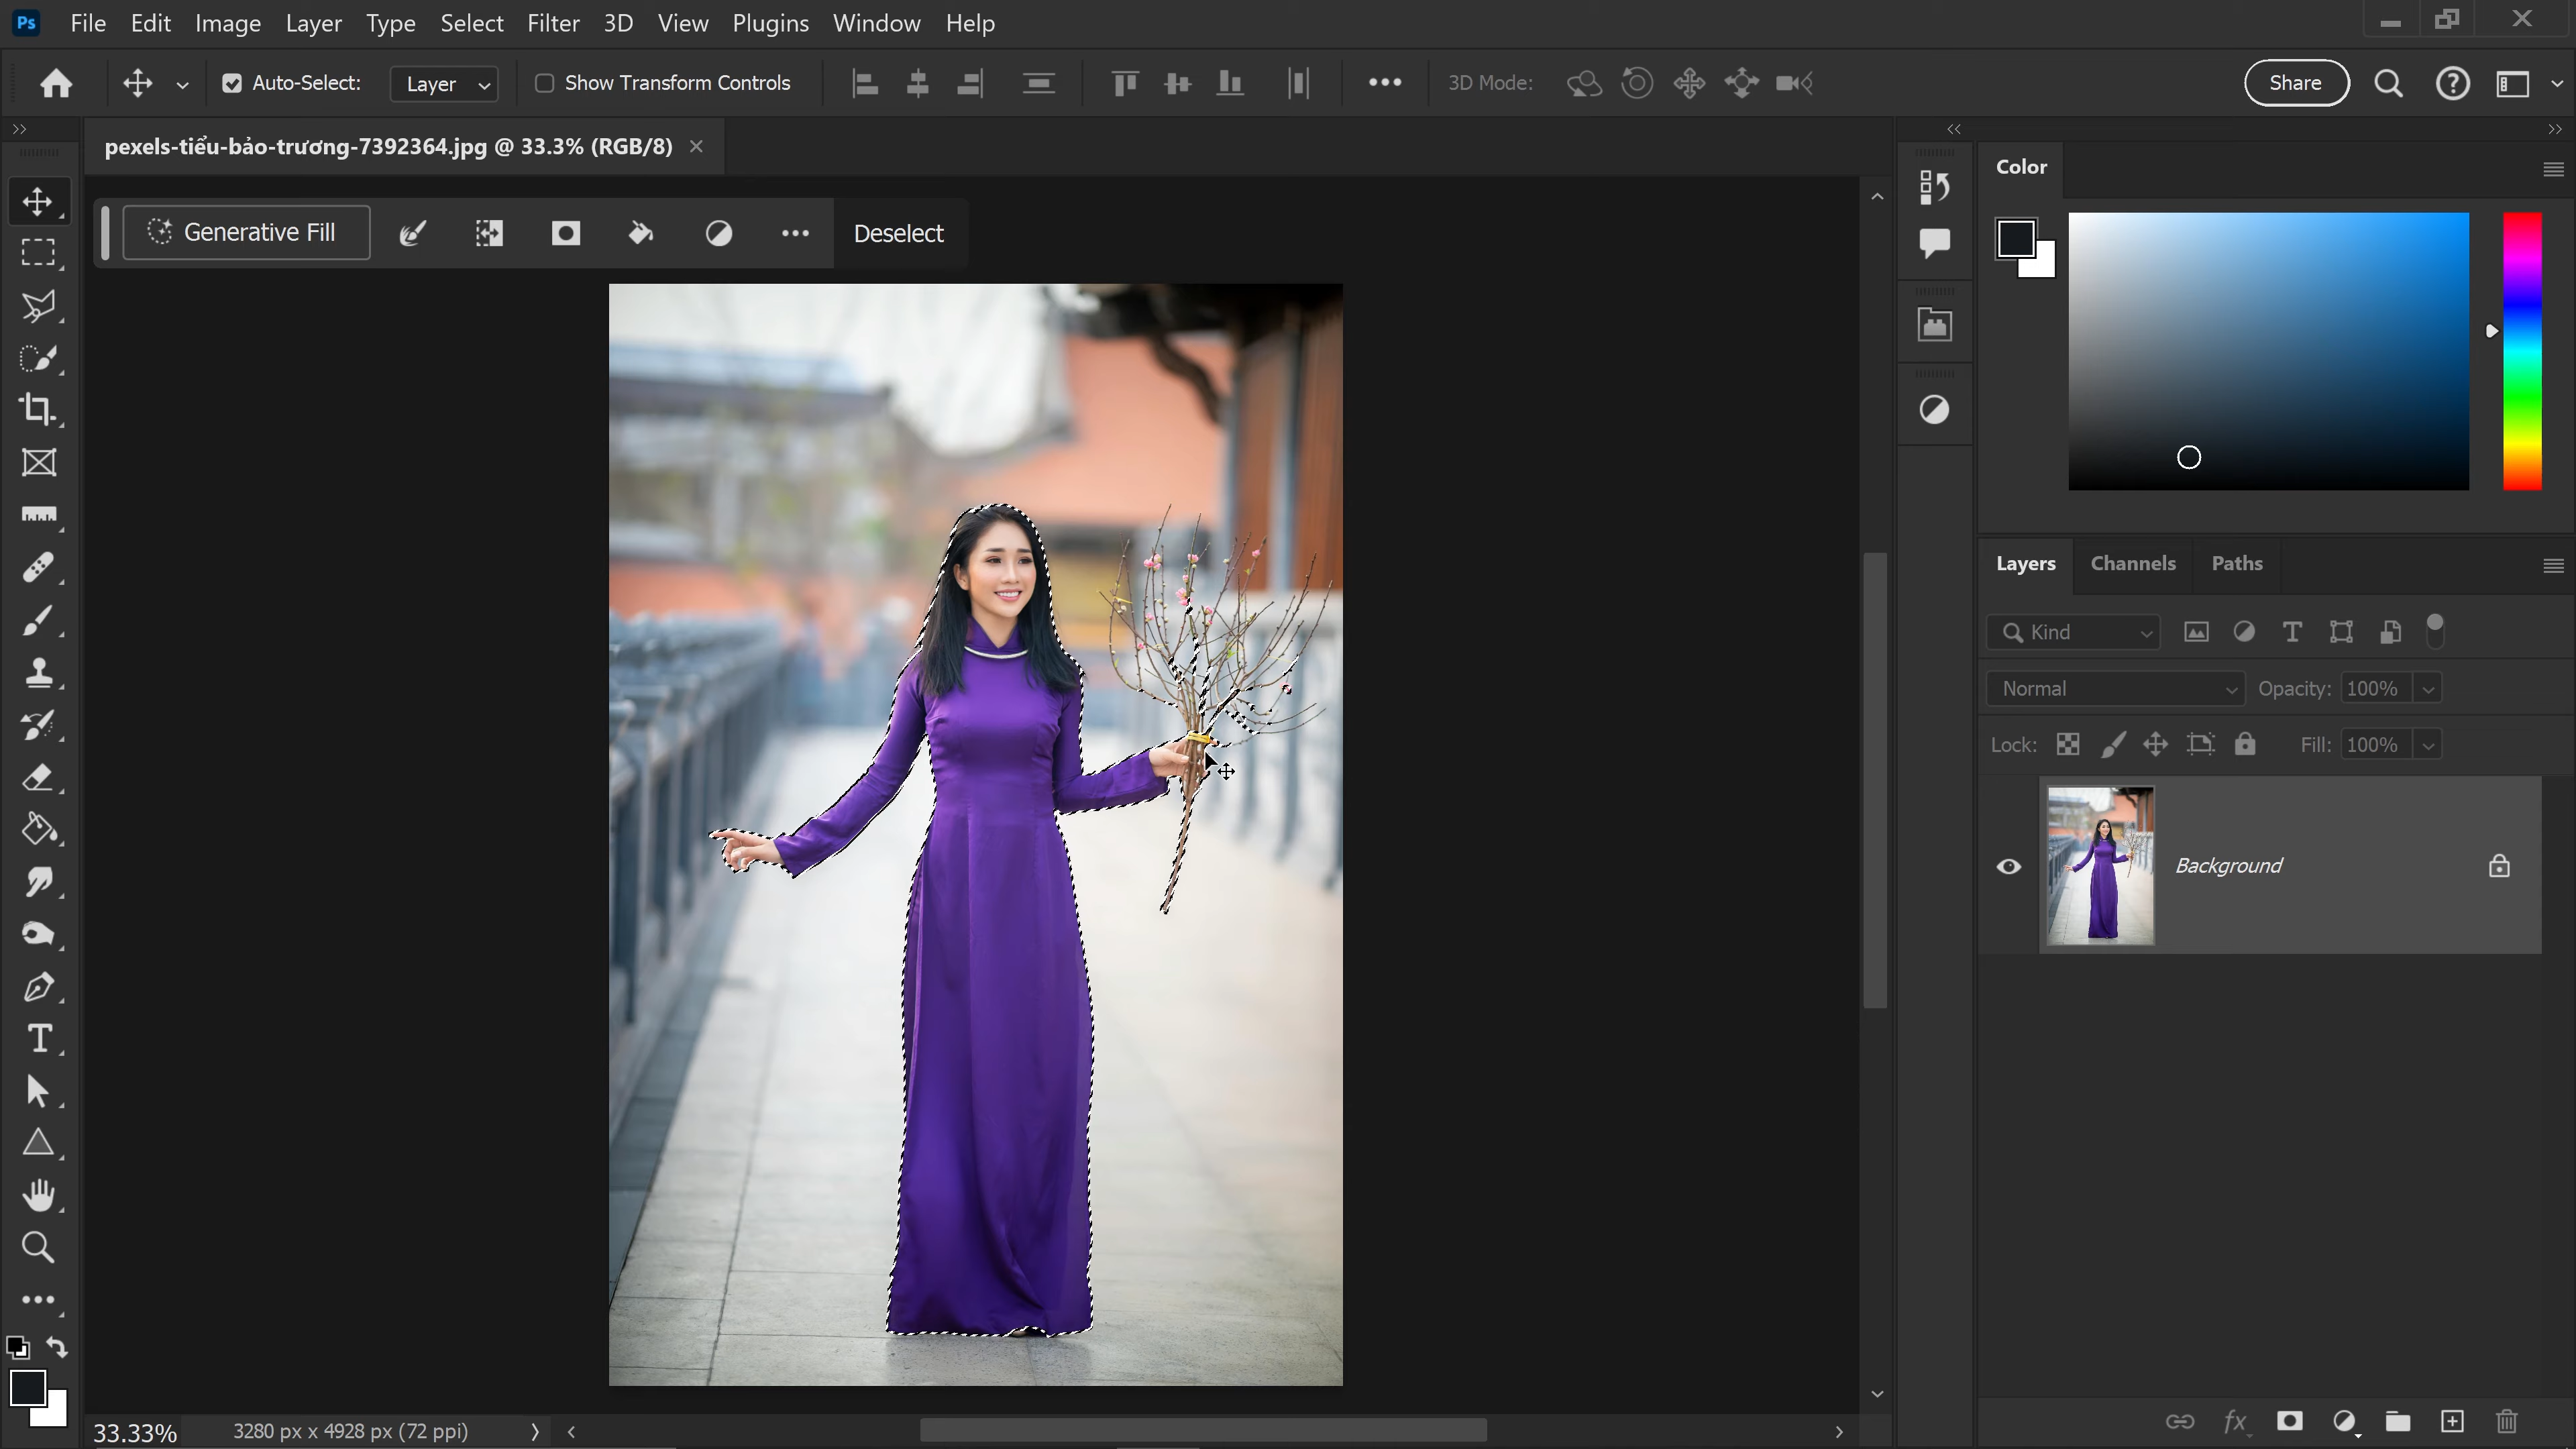 Ps File Edit Image Layer Type Select Filter 3D View Plugins Window Help
Auto-Select: Layer Show Transform Controls 3D Mode: Share
pexels-tiểu-bảo-trương-7392364.jpg @ 33.3% (RGB/8)
Generative Fill Deselect
Color
Layers Channels Paths
Kind
Normal Opacity: 100%
Lock: Fill: 100%
Background
33.33% 3280 px x 4928 px (72 ppi)
fx